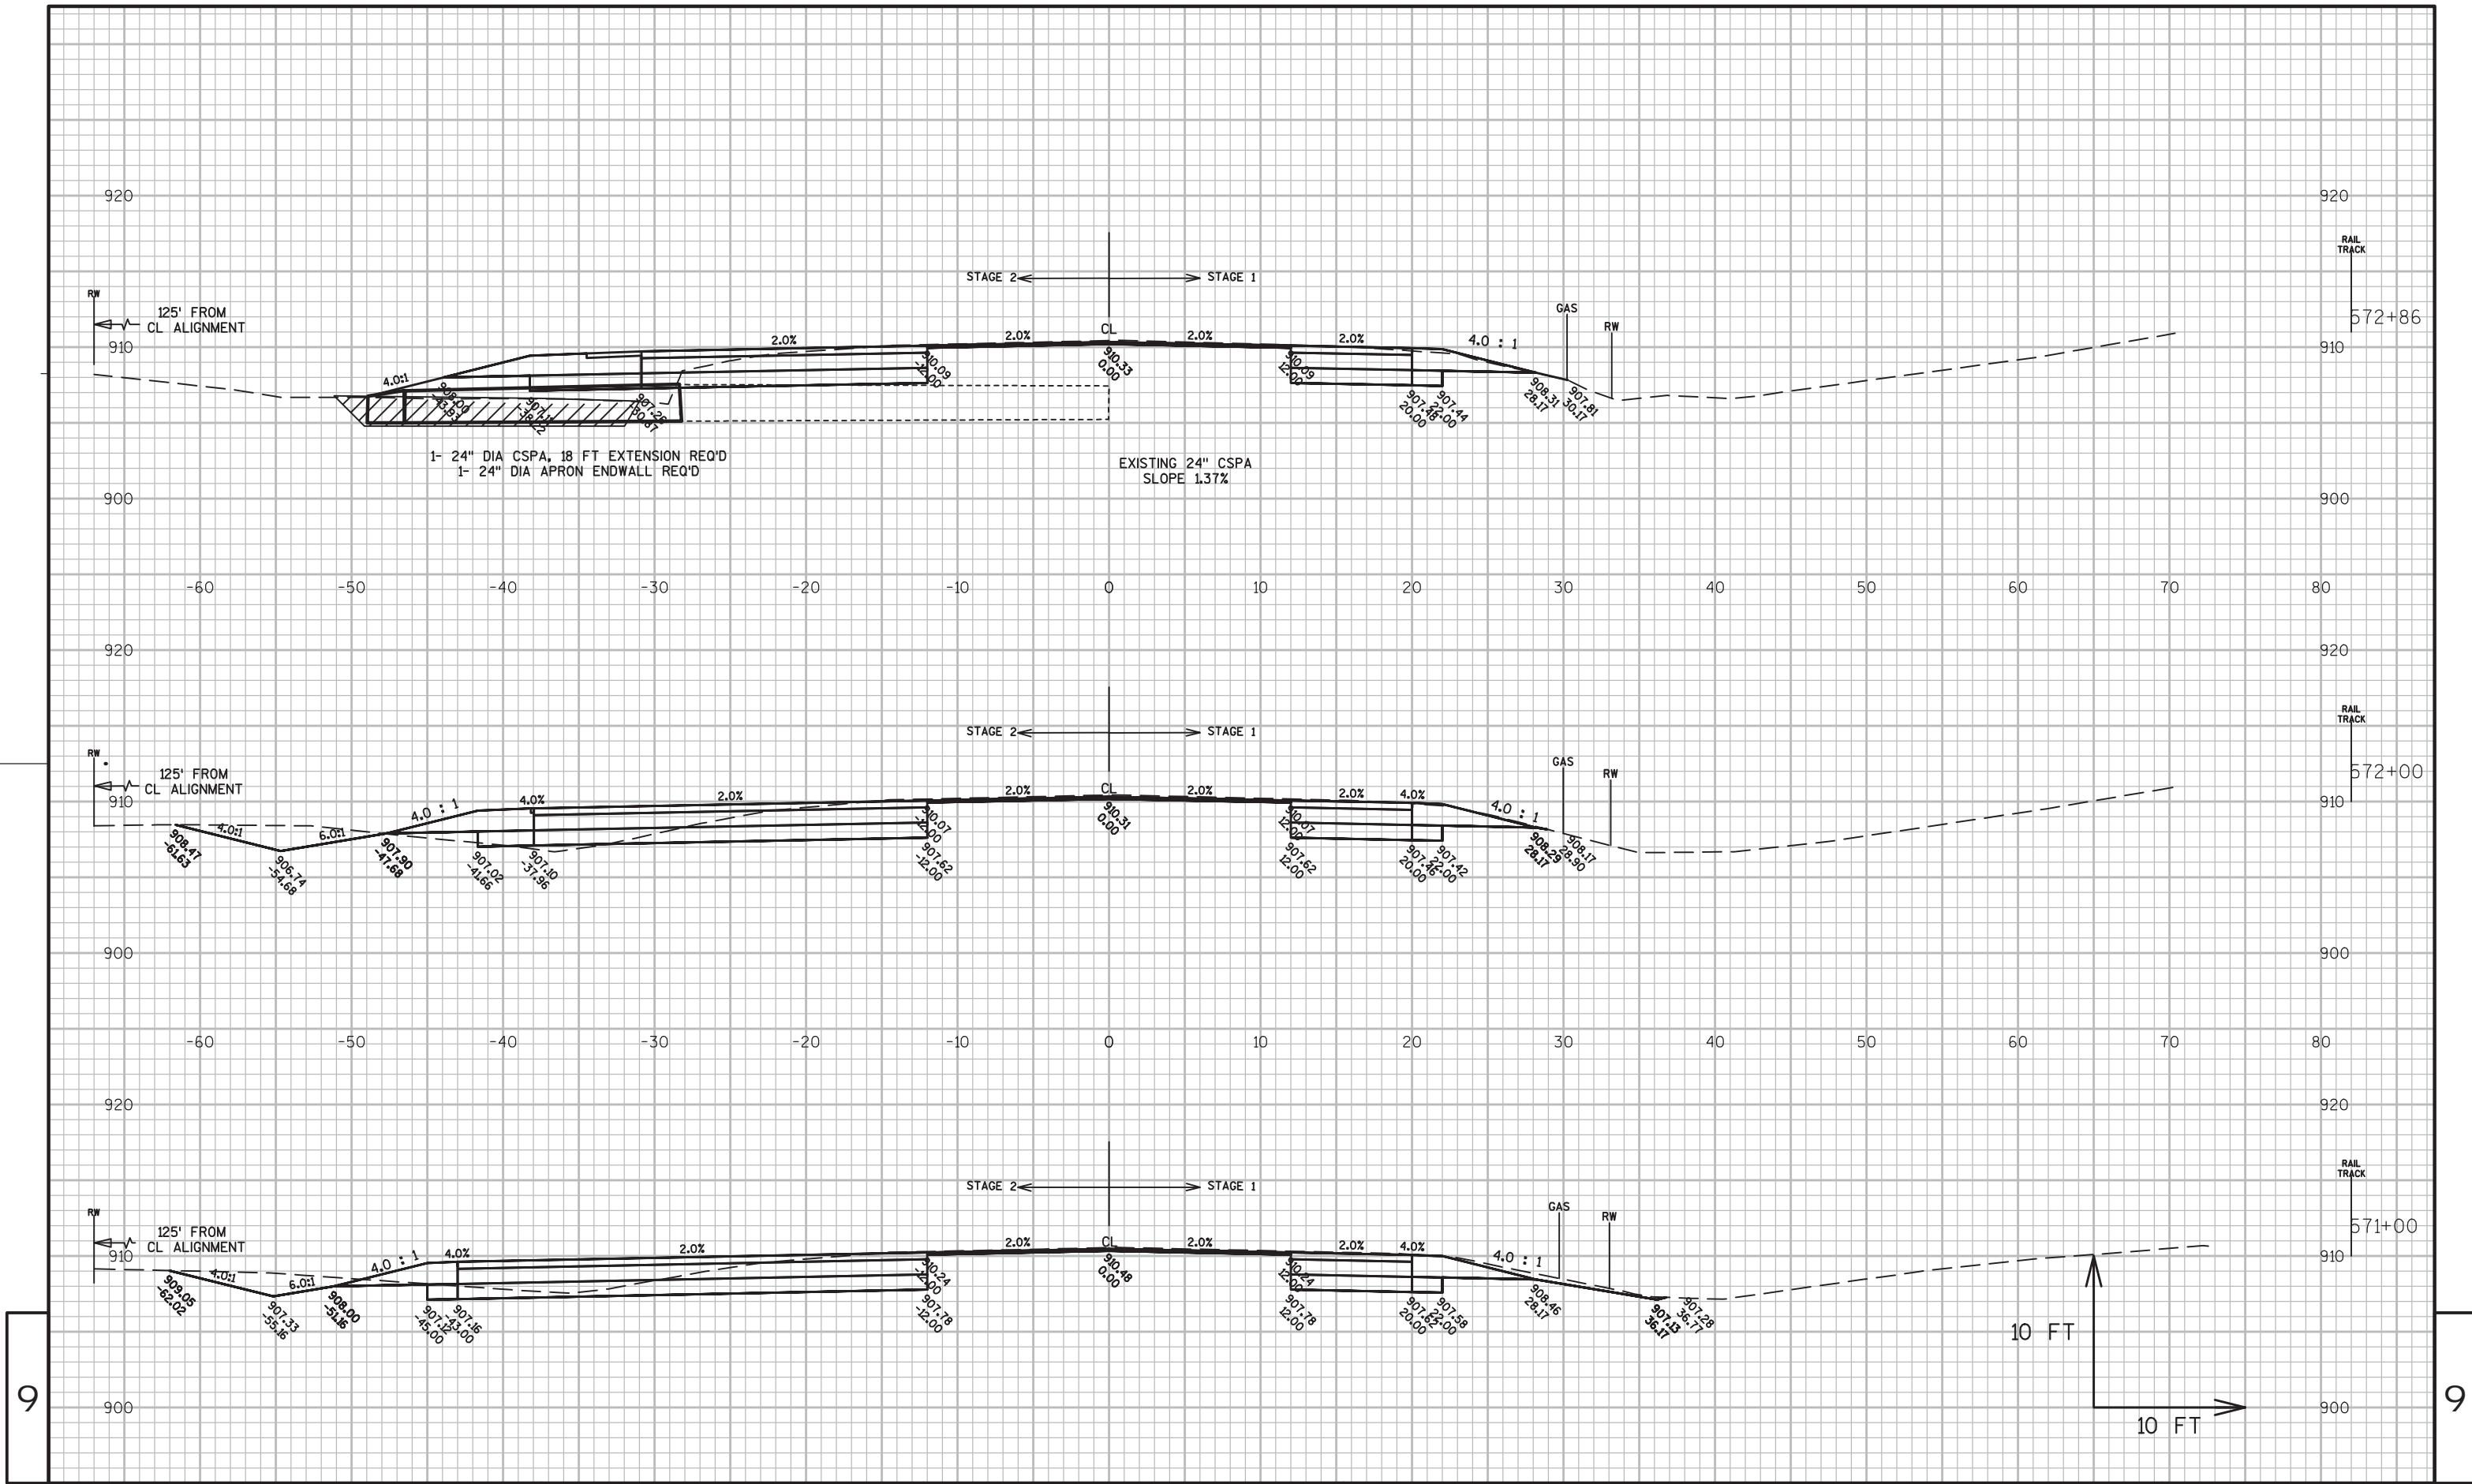 920
920
RAIL
TRACK
STAGE 2
STAGE 1
RW
125' FROM
CL ALIGNMENT
GAS
RW
572+86
910
2.0%
2.0%
CL
2.0%
2.0%
4.0 : 1
910
4.0:1
908.00
-43.93
-38.22
907.26
-30.87
910.09
-12.00
910.33
0.00
910.09
12.00
907.48
20.00
907.44
22.00
908.31
28.17
907.81
30.17
1- 24" DIA CSPA, 18 FT EXTENSION REQ'D
1- 24" DIA APRON ENDWALL REQ'D
EXISTING 24" CSPA
SLOPE 1.37%
900
900
-60 -50 -40 -30 -20 -10 0 10 20 30 40 50 60 70 80
920
920
RAIL
TRACK
STAGE 2
STAGE 1
RW
125' FROM
CL ALIGNMENT
GAS
RW
572+00
910
4.0 : 1
4.0%
2.0%
2.0%
CL
2.0%
2.0%
4.0%
4.0 : 1
910
4.0:1
6.0:1
908.47
-61.63
906.74
-54.68
907.90
-47.68
907.02
-41.66
907.10
-37.96
910.07
-12.00
907.62
-12.00
910.31
0.00
910.07
12.00
907.62
12.00
907.46
20.00
907.42
22.00
908.29
28.17
908.17
28.90
900
900
-60 -50 -40 -30 -20 -10 0 10 20 30 40 50 60 70 80
920
920
RAIL
TRACK
STAGE 2
STAGE 1
RW
125' FROM
CL ALIGNMENT
GAS
RW
571+00
910
4.0 : 1
4.0%
2.0%
2.0%
CL
2.0%
2.0%
4.0%
4.0 : 1
910
4.0:1
6.0:1
909.05
-62.02
907.33
-55.16
908.00
-51.16
907.12
-45.00
907.16
-43.00
910.24
-12.00
907.78
-12.00
910.48
0.00
910.24
12.00
907.78
12.00
907.62
20.00
907.58
22.00
908.46
28.17
907.13
36.17
907.28
36.77
10 FT
10 FT
900
900
9
9